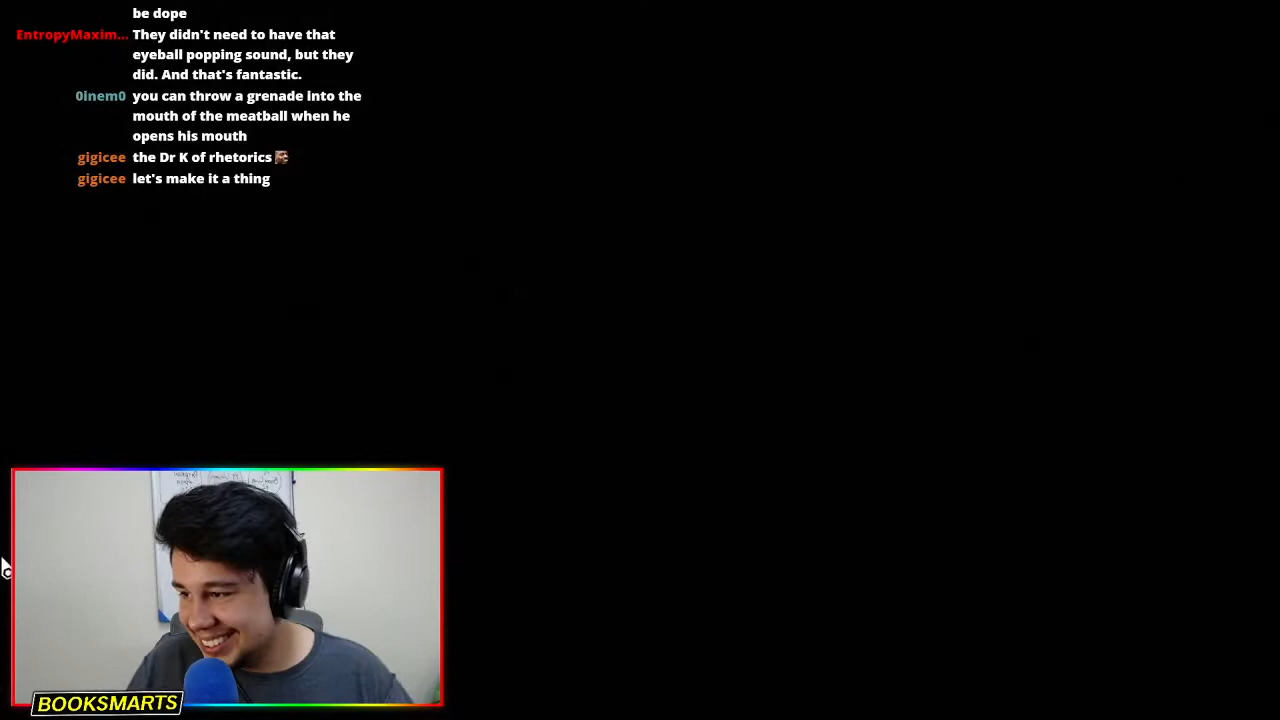 be dope
EntropyMaxim... They didn't need to have that
eyeball popping sound, but they
did. And that's fantastic.
0inem0 you can throw a grenade into the
mouth of the meatball when he
opens his mouth
gigicee the Dr K of rhetorics
gigicee let's make it a thing
BOOKSMARTS